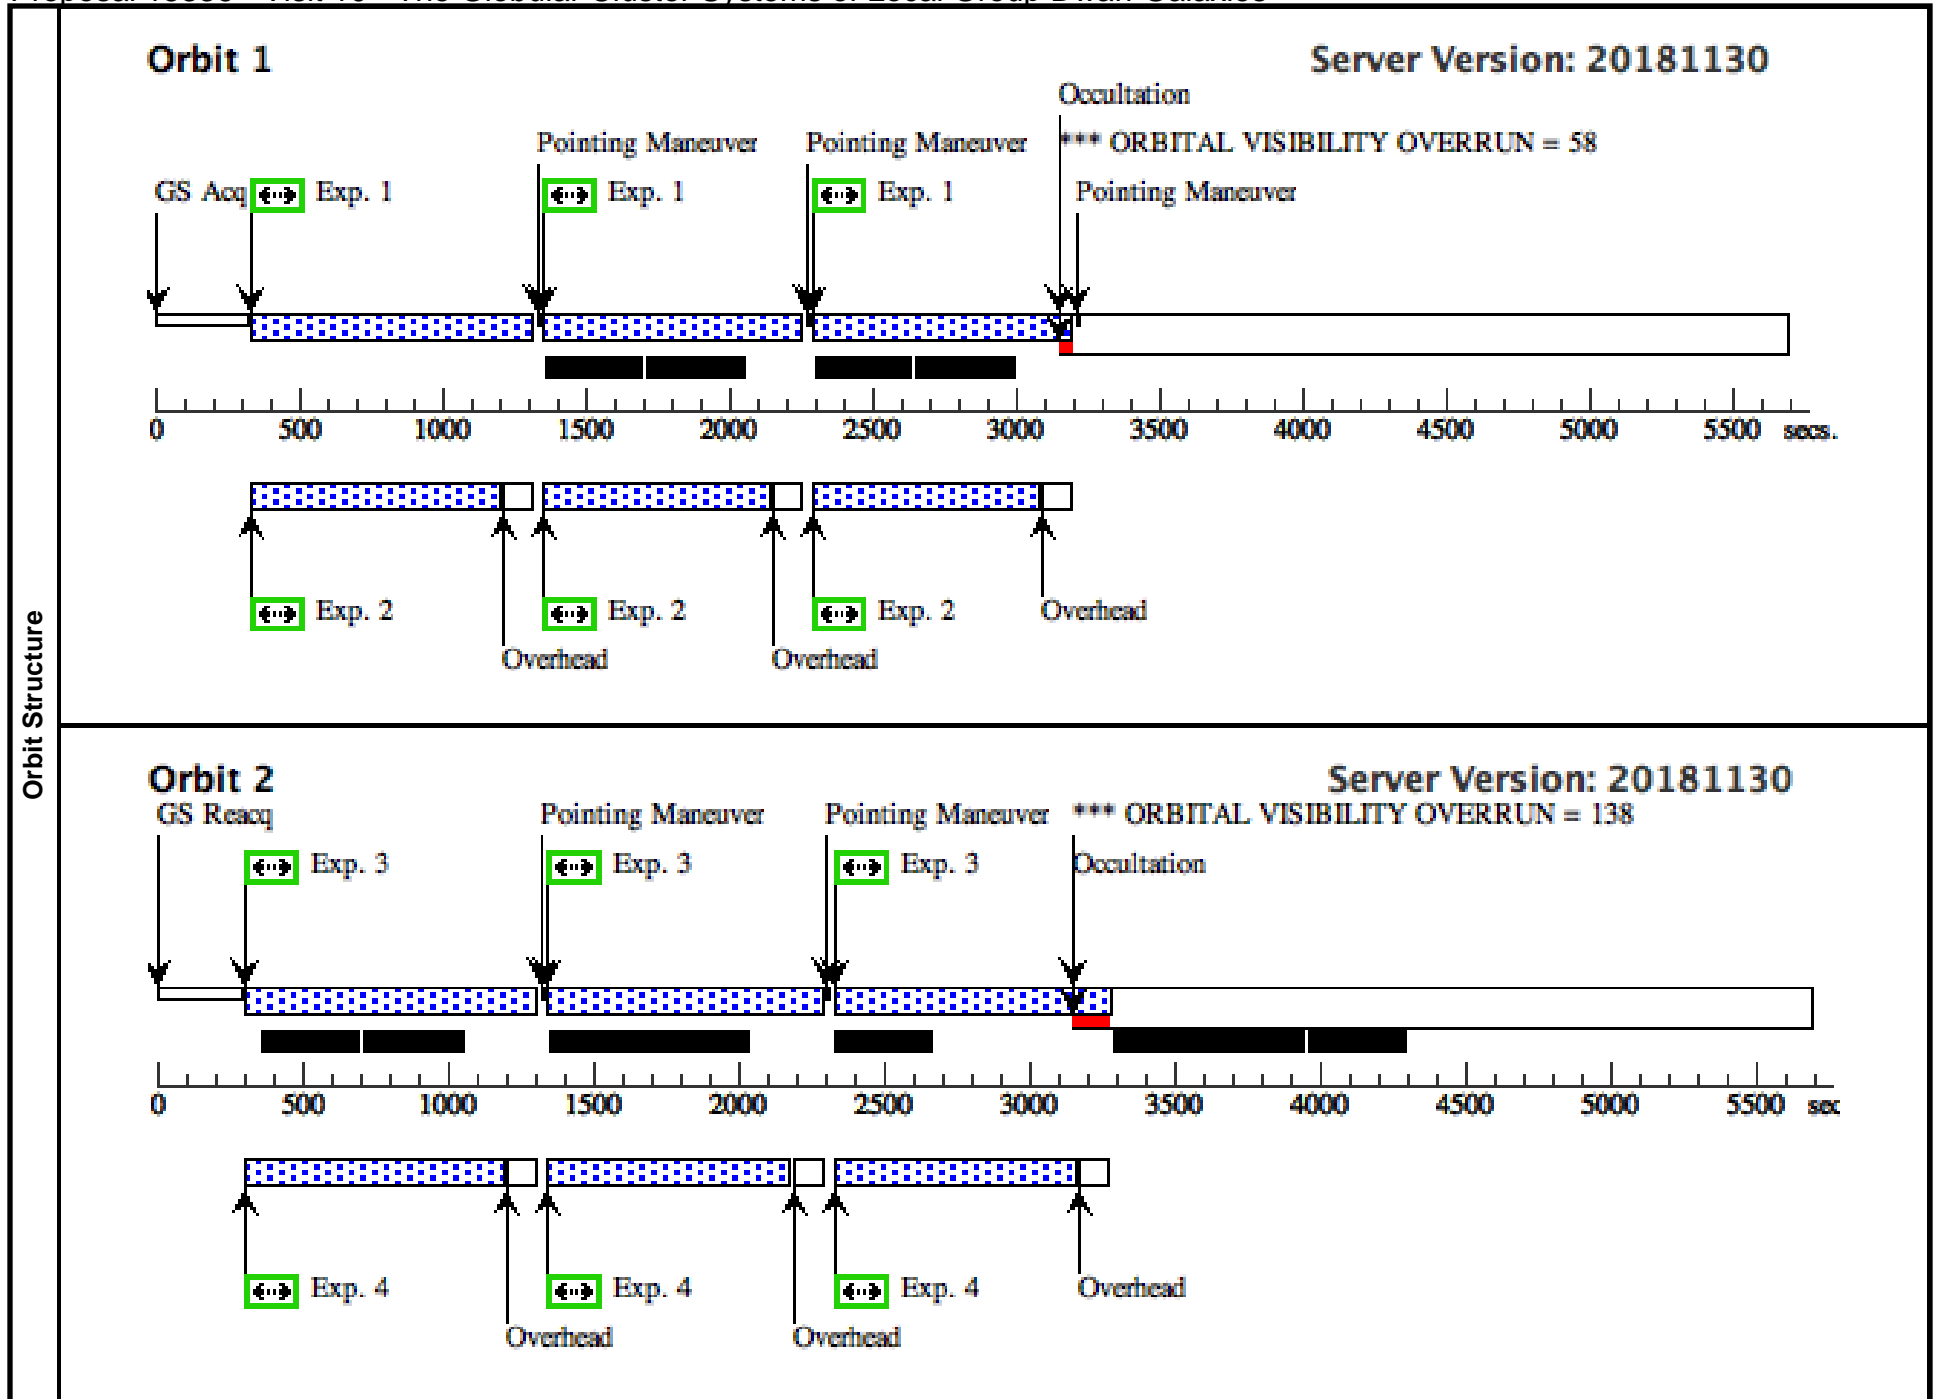 Orbit Structure
Orbit 1
Server Version: 20181130
Occultation
Pointing Maneuver Pointing Maneuver *** ORBITAL VISIBILITY OVERRUN = 58
GS Acq Exp. 1 Exp. 1 Exp. 1 Pointing Maneuver
0 500 1000 1500 2000 2500 3000 3500 4000 4500 5000 5500 secs.
Exp. 2 Exp. 2 Exp. 2 Overhead
Overhead Overhead
Orbit 2
Server Version: 20181130
GS Reacq Pointing Maneuver Pointing Maneuver *** ORBITAL VISIBILITY OVERRUN = 138
Exp. 3 Exp. 3 Exp. 3 Occultation
0 500 1000 1500 2000 2500 3000 3500 4000 4500 5000 5500 sec
Exp. 4 Exp. 4 Exp. 4 Overhead
Overhead Overhead